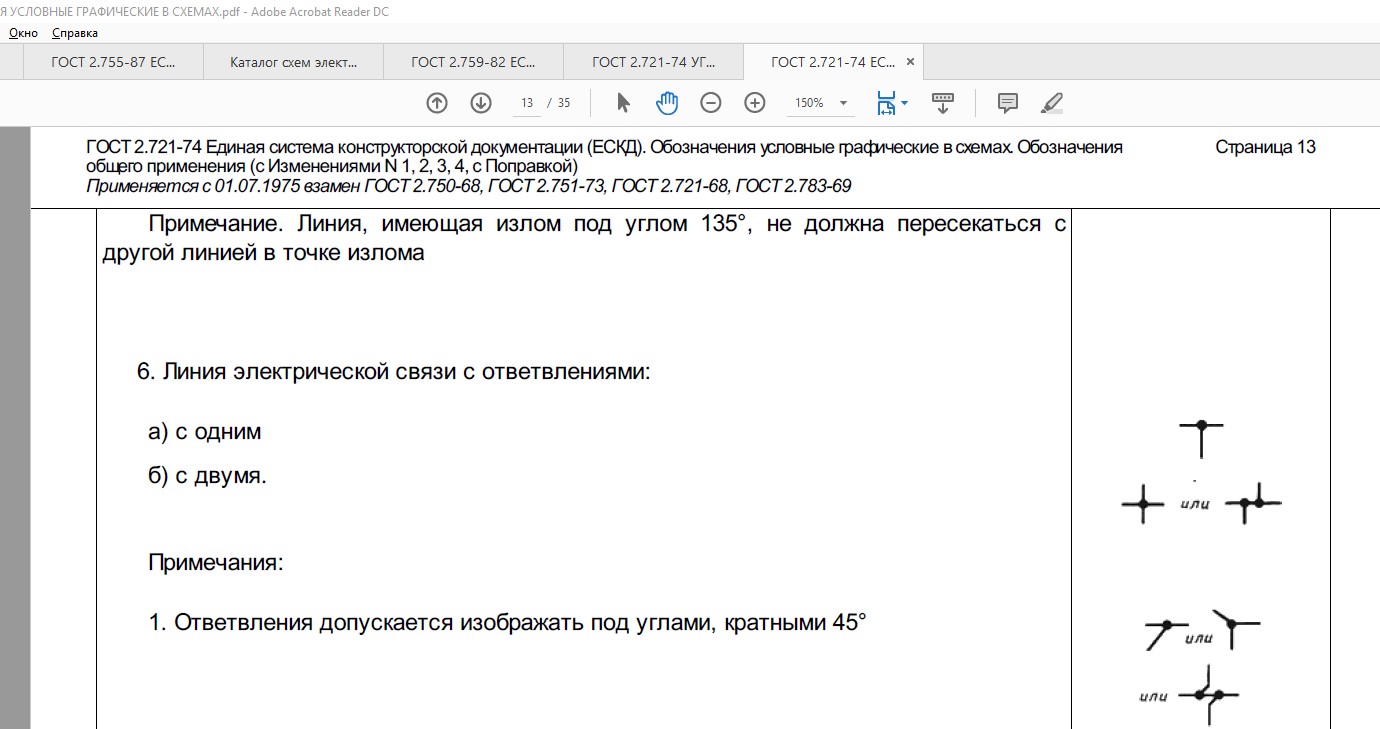 Я УСЛОВНЫЕ ГРАФИЧЕСКИЕ В СХЕМАХ.pdf - Adobe Acrobat Reader DC
Окно Справка
ГОСТ 2.755-87 ЕС... Каталог схем элект... ГОСТ 2.759-82 ЕС... ГОСТ 2.721-74 УГ... ГОСТ 2.721-74 ЕС... ×
13 / 35 150%
ГОСТ 2.721-74 Единая система конструкторской документации (ЕСКД). Обозначения условные графические в схемах. Обозначения Страница 13
общего применения (с Изменениями N 1, 2, 3, 4, с Поправкой)
Применяется с 01.07.1975 взамен ГОСТ 2.750-68, ГОСТ 2.751-73, ГОСТ 2.721-68, ГОСТ 2.783-69
Примечание. Линия, имеющая излом под углом 135°, не должна пересекаться с
другой линией в точке излома
6. Линия электрической связи с ответвлениями:
а) с одним
б) с двумя.
или
Примечания:
1. Ответвления допускается изображать под углами, кратными 45°
или
или